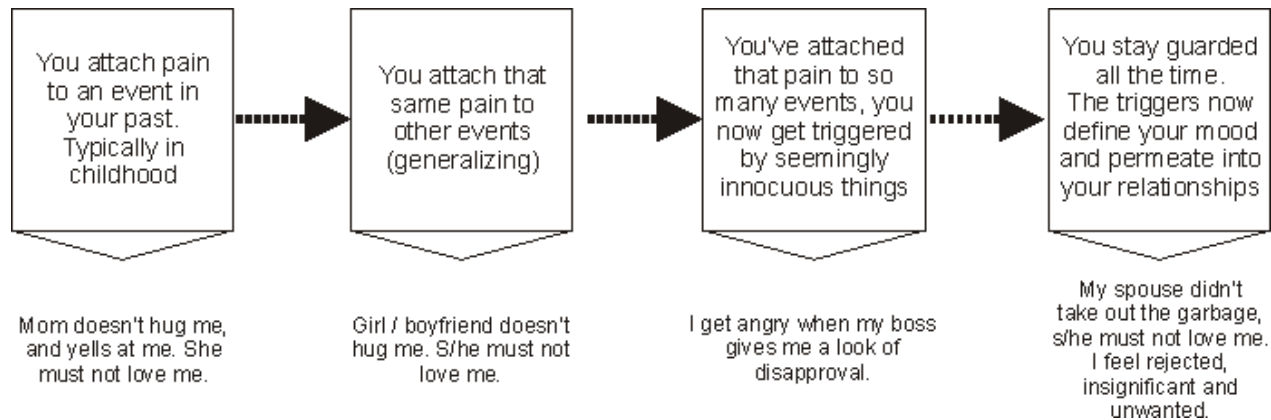 You attach pain
to an event in
your past.
Typically in
childhood
You attach that
same pain to
other events
(generalizing)
You've attached
that pain to so
many events, you
now get triggered
by seemingly
innocuous things
You stay guarded
all the time.
The triggers now
define your mood
and permeate into
your relationships
Mom doesn't hug me,
and yells at me. She
must not love me.
Girl / boyfriend doesn't
hug me. S/he must not
love me.
I get angry when my boss
gives me a look of
disapproval.
My spouse didn't
take out the garbage,
s/he must not love me.
I feel rejected,
insignificant and
unwanted.